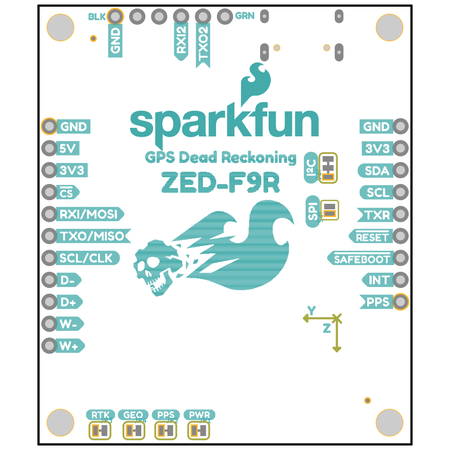 BLK
GND
RXI2
TXO2
GRN
sparkfun
GPS Dead Reckoning
ZED-F9R
I²C
SPI
GND
5V
3V3
CS
RXI/MOSI
TXO/MISO
SCL/CLK
D-
D+
W-
W+
GND
3V3
SDA
SCL
TXR
RESET
SAFEBOOT
INT
PPS
Y
Z
RTK
GEO
PPS
PWR